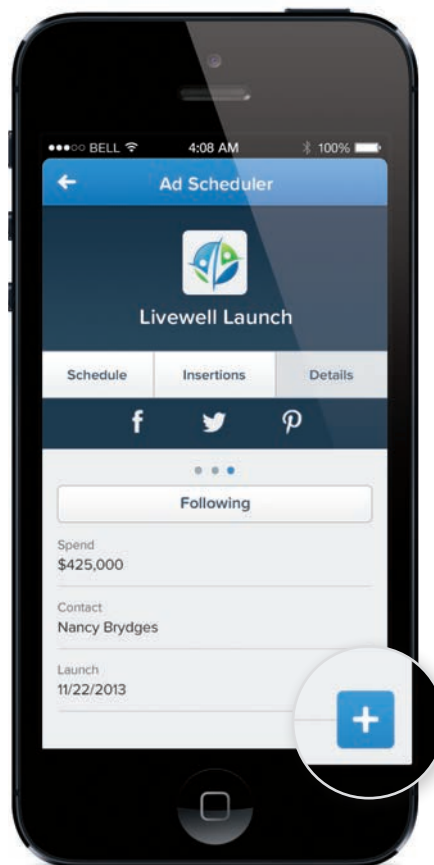 BELL 4:08 AM 100%
Ad Scheduler
Livewell Launch
Schedule Insertions Details
Following
Spend
$425,000
Contact
Nancy Brydges
Launch
11/22/2013
+